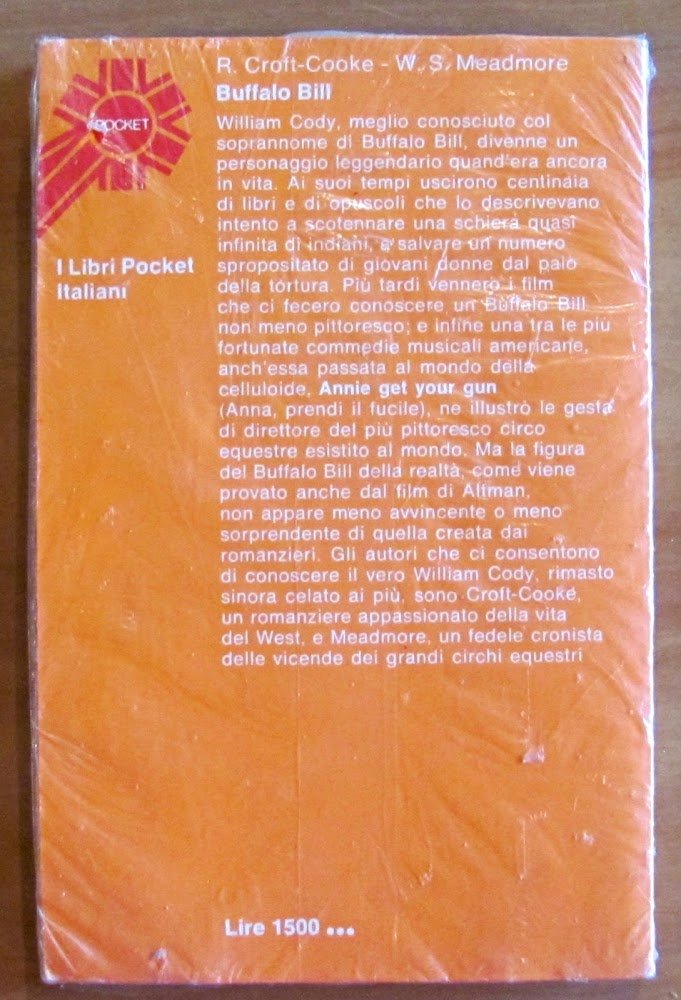 POCKET
R. Croft-Cooke - W. S. Meadmore
Buffalo Bill
William Cody, meglio conosciuto col
soprannome di Buffalo Bill, divenne un
personaggio leggendario quand'era ancora
in vita. Ai suoi tempi uscirono centinaia
di libri e di opuscoli che lo descrivevano
intento a scotennare una schiera quasi
infinita di indiani, a salvare un numero
spropositato di giovani donne dal palo
della tortura. Più tardi vennero i film
che ci fecero conoscere un Buffalo Bill
non meno pittoresco; e infine una tra le più
fortunate commedie musicali americane,
anch'essa passata al mondo della
celluloide, Annie get your gun
(Anna, prendi il fucile), ne illustrò le gesta
di direttore del più pittoresco circo
equestre esistito al mondo. Ma la figura
del Buffalo Bill della realtà, come viene
provato anche dal film di Altman,
non appare meno avvincente o meno
sorprendente di quella creata dai
romanzieri. Gli autori che ci consentono
di conoscere il vero William Cody, rimasto
sinora celato ai più, sono Croft-Cooke,
un romanziere appassionato della vita
del West, e Meadmore, un fedele cronista
delle vicende dei grandi circhi equestri
I Libri Pocket
Italiani
Lire 1500 •••